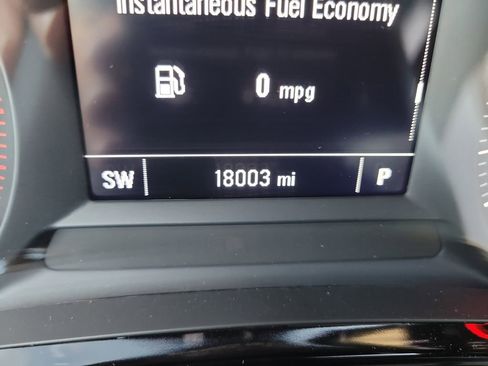 Instantaneous Fuel Economy
0 mpg
SW 18003 mi P